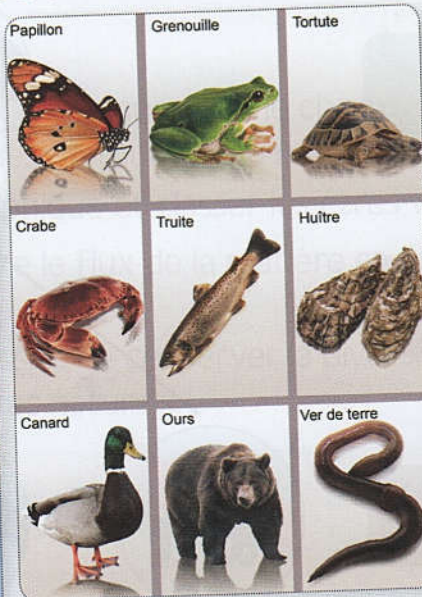 Papillon
Grenouille
Tortute
Crabe
Truite
Huître
Canard
Ours
Ver de terre